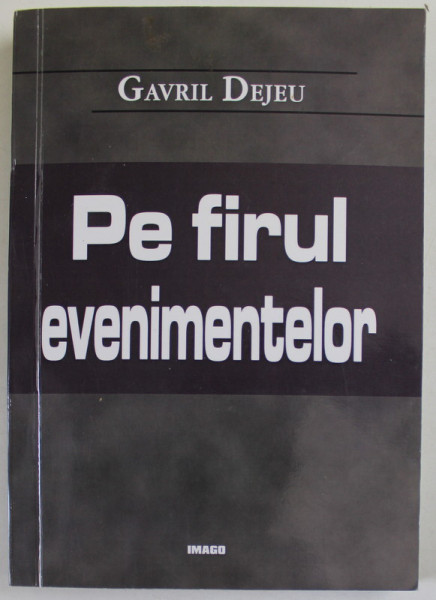 GAVRIL DEJEU
Pe firul
evenimentelor
IMAGO